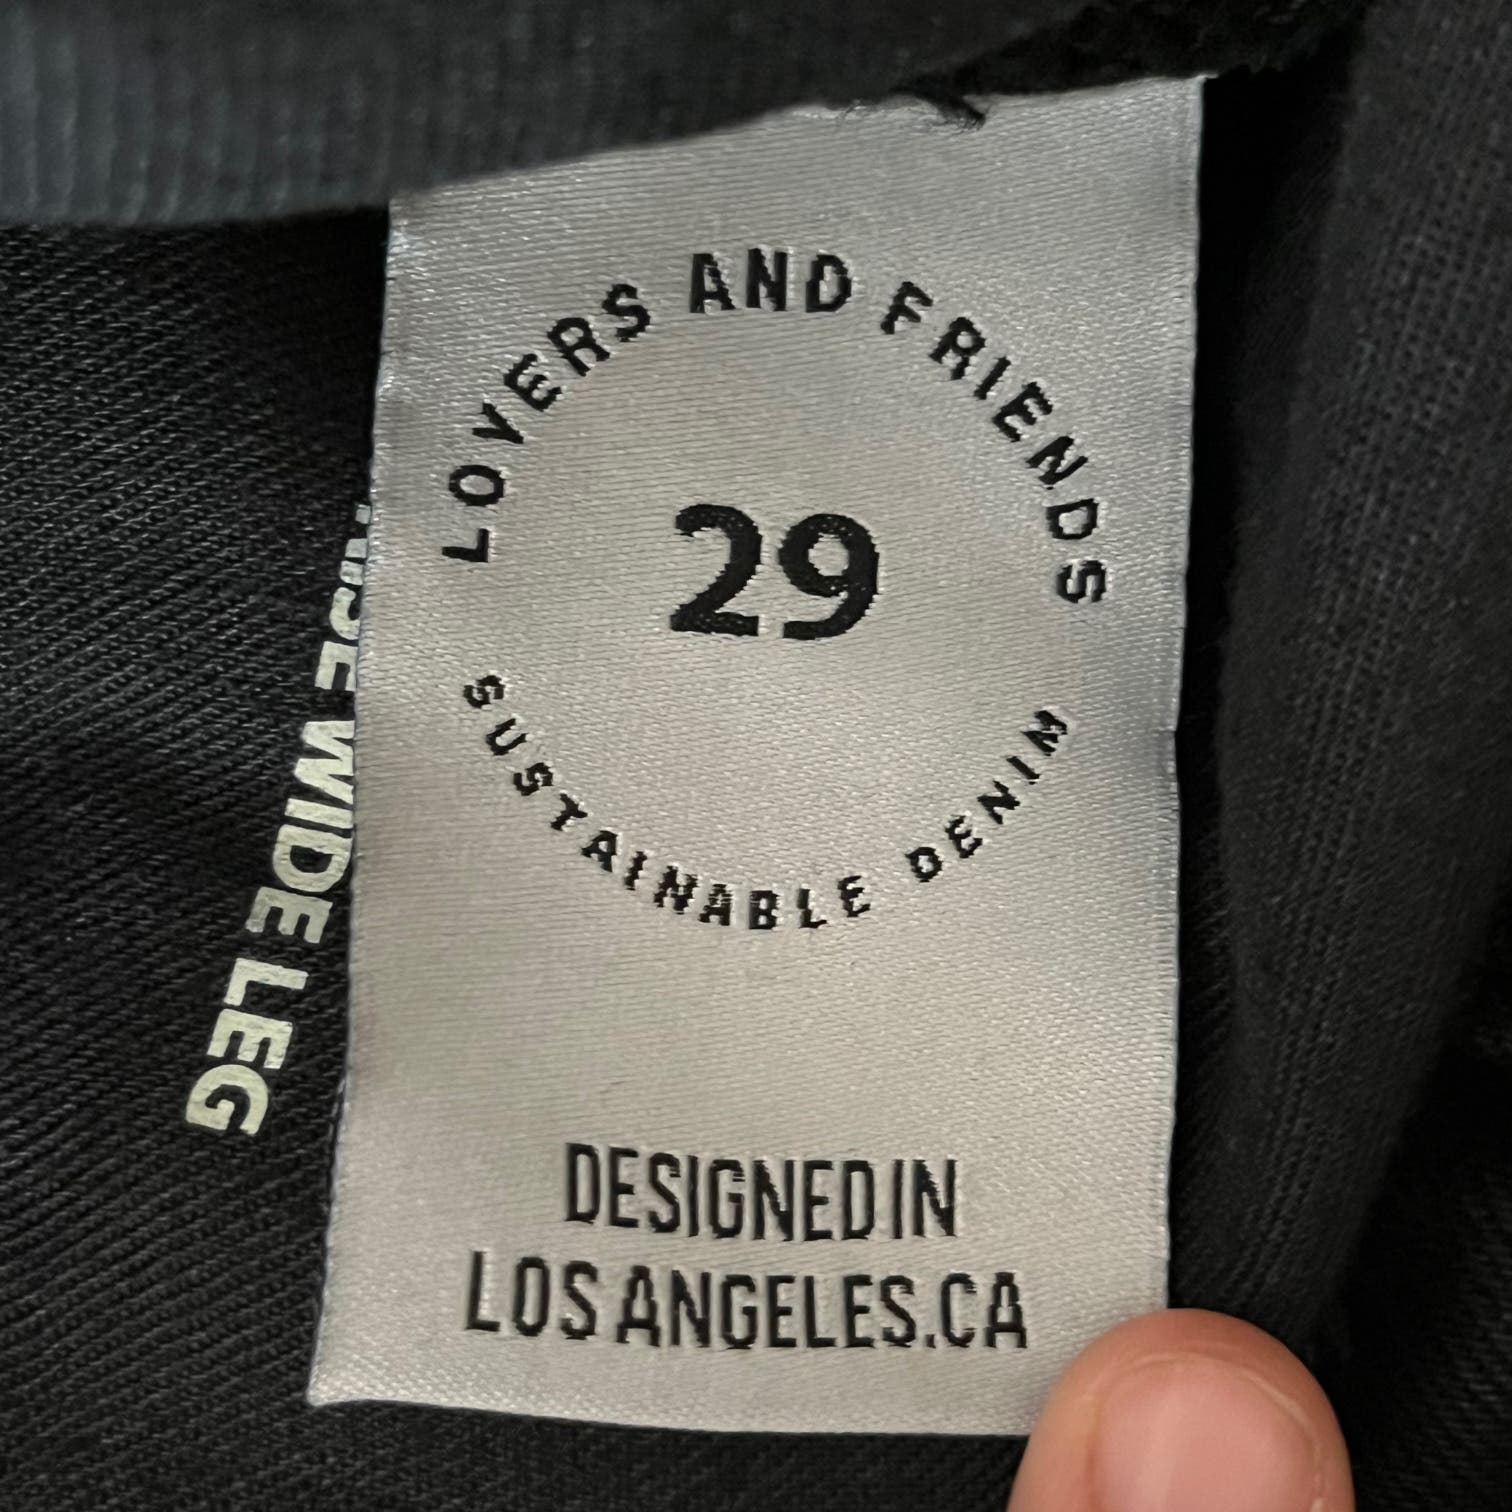 LOVERS AND FRIENDS
29
SUSTAINABLE DENIM
DESIGNED IN
LOS ANGELES.CA
WIDE LEG